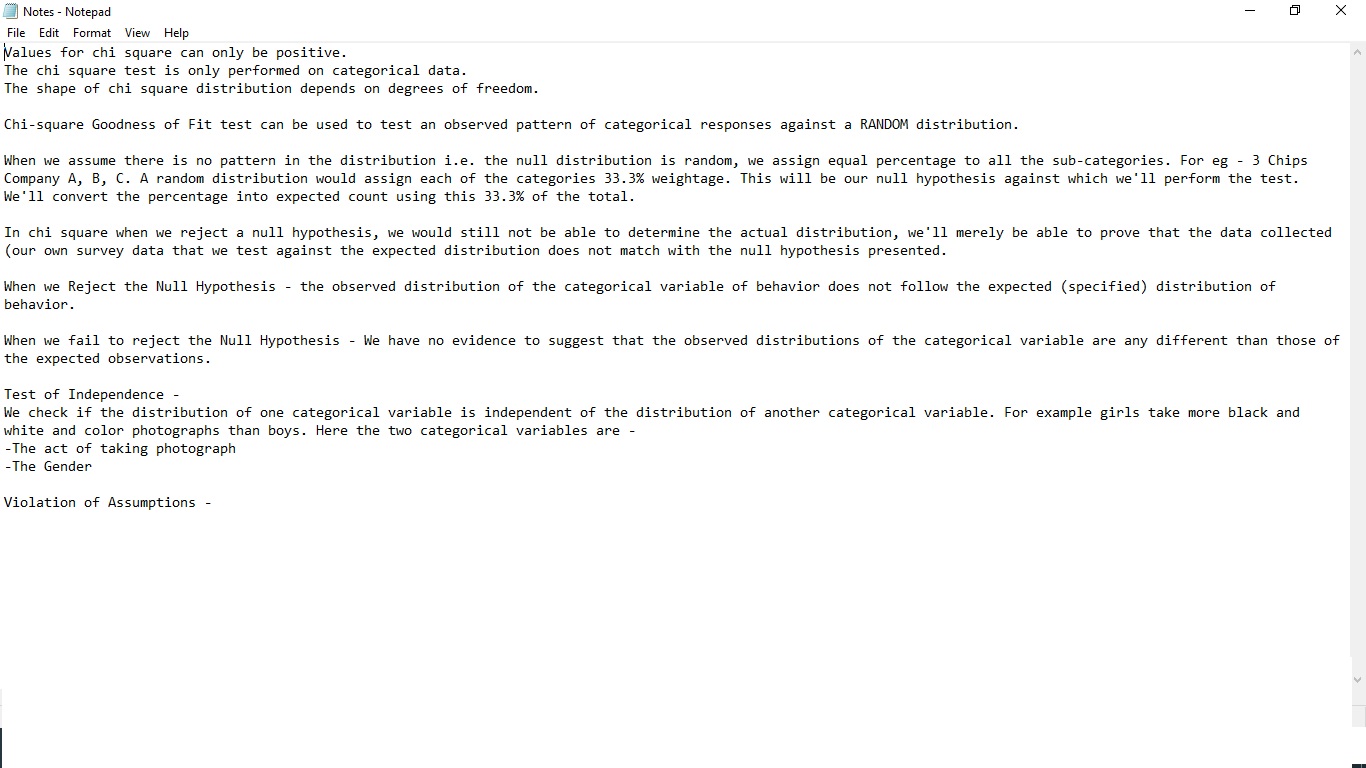 Notes - Notepad
File Edit Format View Help
Values for chi square can only be positive.
The chi square test is only performed on categorical data.
The shape of chi square distribution depends on degrees of freedom.
Chi-square Goodness of Fit test can be used to test an observed pattern of categorical responses against a RANDOM distribution.
When we assume there is no pattern in the distribution i.e. the null distribution is random, we assign equal percentage to all the sub-categories. For eg - 3 Chips
Company A, B, C. A random distribution would assign each of the categories 33.3% weightage. This will be our null hypothesis against which we'll perform the test.
We'll convert the percentage into expected count using this 33.3% of the total.
In chi square when we reject a null hypothesis, we would still not be able to determine the actual distribution, we'll merely be able to prove that the data collected
(our own survey data that we test against the expected distribution does not match with the null hypothesis presented.
When we Reject the Null Hypothesis - the observed distribution of the categorical variable of behavior does not follow the expected (specified) distribution of
behavior.
When we fail to reject the Null Hypothesis - We have no evidence to suggest that the observed distributions of the categorical variable are any different than those of
the expected observations.
Test of Independence -
We check if the distribution of one categorical variable is independent of the distribution of another categorical variable. For example girls take more black and
white and color photographs than boys. Here the two categorical variables are -
-The act of taking photograph
-The Gender
Violation of Assumptions -